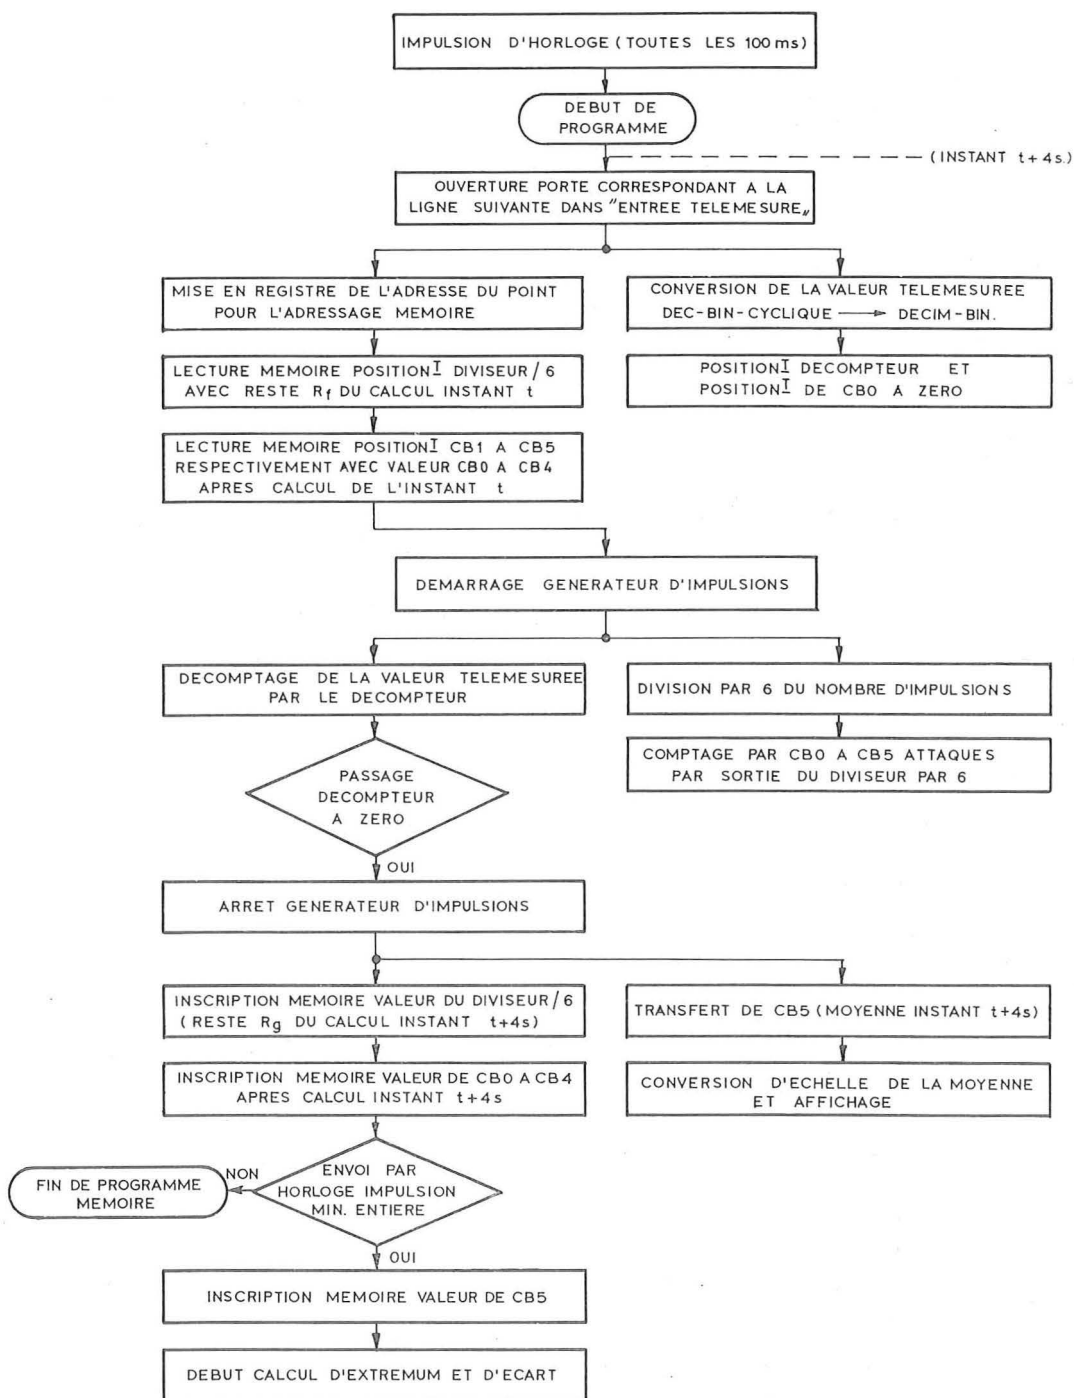 IMPULSION D'HORLOGE (TOUTES LES 100 ms)
DEBUT DE
PROGRAMME
(INSTANT t+4s.)
OUVERTURE PORTE CORRESPONDANT A LA
LIGNE SUIVANTE DANS "ENTREE TELEMESURE„
MISE EN REGISTRE DE L'ADRESSE DU POINT
POUR L'ADRESSAGE MEMOIRE
CONVERSION DE LA VALEUR TELEMESUREE
DEC-BIN-CYCLIQUE → DECIM-BIN.
LECTURE MEMOIRE POSITION I DIVISEUR/6
AVEC RESTE Rf DU CALCUL INSTANT t
POSITION I DECOMPTEUR ET
POSITION I DE CB0 A ZERO
LECTURE MEMOIRE POSITION I CB1 A CB5
RESPECTIVEMENT AVEC VALEUR CB0 A CB4
APRES CALCUL DE L'INSTANT t
DEMARRAGE GENERATEUR D'IMPULSIONS
DECOMPTAGE DE LA VALEUR TELEMESUREE
PAR LE DECOMPTEUR
DIVISION PAR 6 DU NOMBRE D'IMPULSIONS
COMPTAGE PAR CB0 A CB5 ATTAQUES
PAR SORTIE DU DIVISEUR PAR 6
PASSAGE
DECOMPTEUR
A ZERO
OUI
ARRET GENERATEUR D'IMPULSIONS
INSCRIPTION MEMOIRE VALEUR DU DIVISEUR/6
(RESTE Rg DU CALCUL INSTANT t+4s)
TRANSFERT DE CB5 (MOYENNE INSTANT t+4s)
INSCRIPTION MEMOIRE VALEUR DE CB0 A CB4
APRES CALCUL INSTANT t+4s
CONVERSION D'ECHELLE DE LA MOYENNE
ET AFFICHAGE
ENVOI PAR
HORLOGE IMPULSION
MIN. ENTIERE
NON
FIN DE PROGRAMME
MEMOIRE
OUI
INSCRIPTION MEMOIRE VALEUR DE CB5
DEBUT CALCUL D'EXTREMUM ET D'ECART